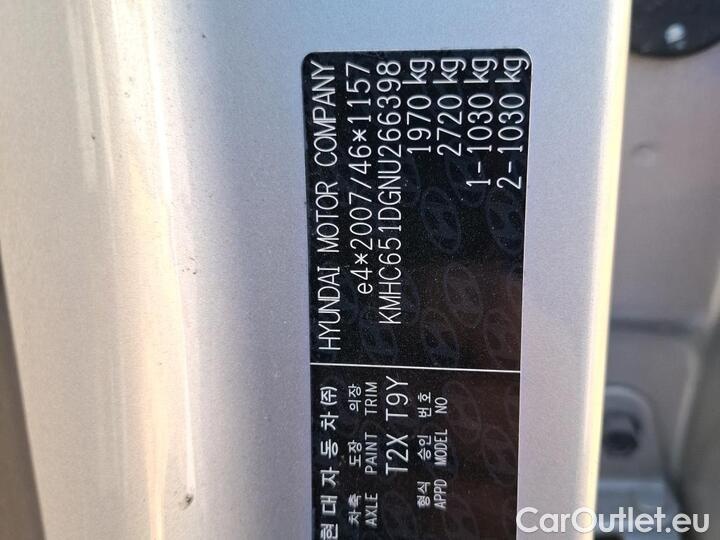 HYUNDAI MOTOR COMPANY
e4*2007/46*1157
KMHC651DGNU266398
1970 kg
2720 kg
1- 1030 kg
2- 1030 kg
현대자동차(주)
차축 도장 의장
AXLE PAINT TRIM
T2X T9Y
형식 승인 번호
APPD MODEL NO
CarOutlet.eu